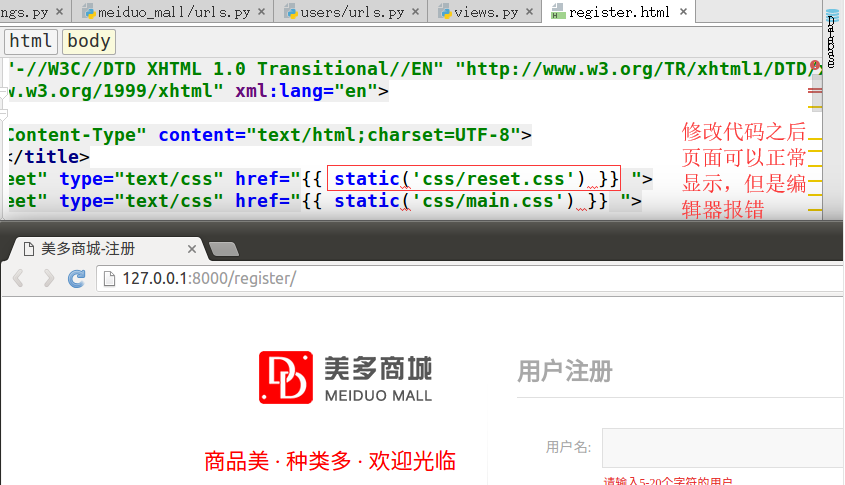 ngs.py × meiduo_mall/urls.py × users/urls.py × views.py × register.html ×
Database
html body
"-//W3C//DTD XHTML 1.0 Transitional//EN" "http://www.w3.org/TR/xhtml1/DTD/x
w.w3.org/1999/xhtml" xml:lang="en">
Content-Type" content="text/html;charset=UTF-8">
</title>
eet" type="text/css" href="{{ static('css/reset.css') }} ">
eet" type="text/css" href="{{ static('css/main.css') }} ">
修改代码之后
页面可以正常
显示，但是编
辑器报错
美多商城-注册 ×
127.0.0.1:8000/register/
美多商城
MEIDUO MALL
用户注册
商品美 · 种类多 · 欢迎光临
用户名:
请输入5-20个字符的用户